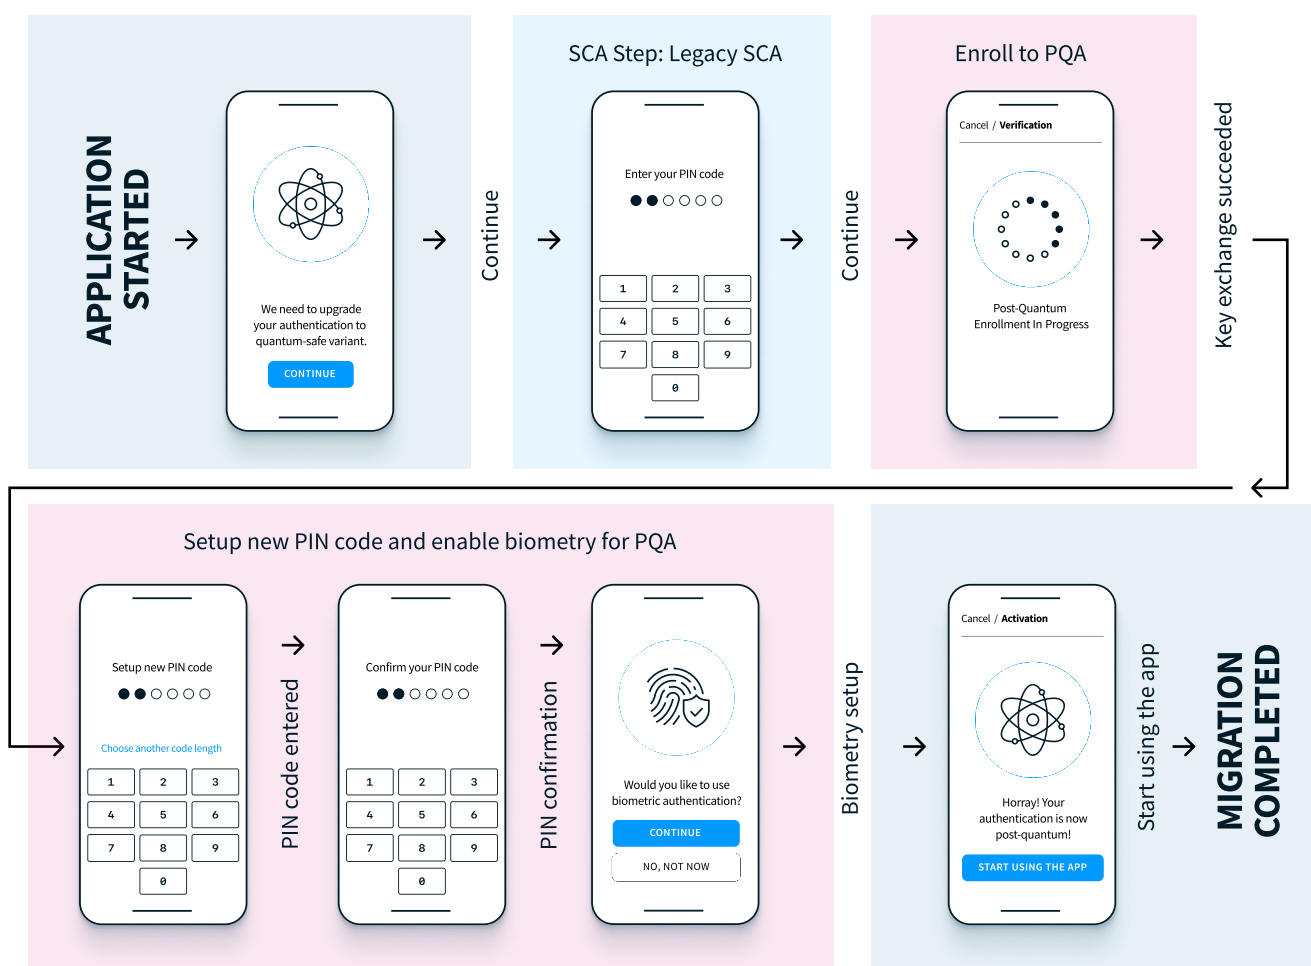 APPLICATION
STARTED
We need to upgrade
your authentication to
quantum-safe variant.
CONTINUE
Continue
SCA Step: Legacy SCA
Enter your PIN code
1 2 3
4 5 6
7 8 9
0
Continue
Enroll to PQA
Cancel / Verification
Post-Quantum
Enrollment In Progress
Key exchange succeeded
Setup new PIN code and enable biometry for PQA
Setup new PIN code
Choose another code length
1 2 3
4 5 6
7 8 9
0
PIN code entered
Confirm your PIN code
1 2 3
4 5 6
7 8 9
0
PIN confirmation
Would you like to use
biometric authentication?
CONTINUE
NO, NOT NOW
Biometry setup
Cancel / Activation
Horray! Your
authentication is now
post-quantum!
START USING THE APP
Start using the app
MIGRATION
COMPLETED